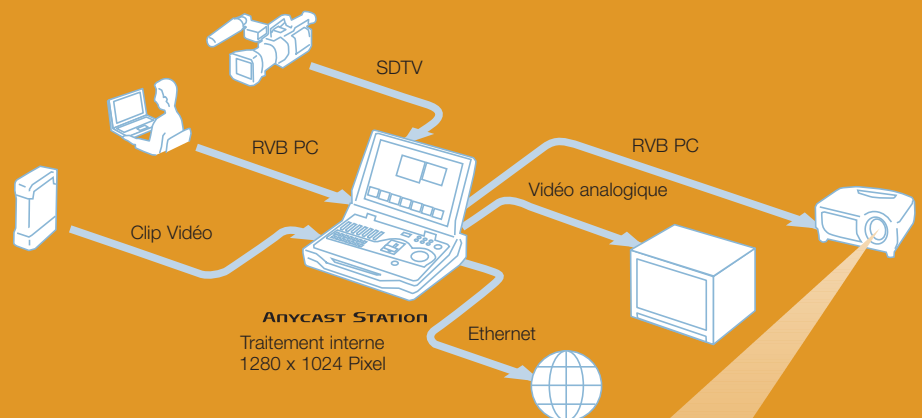 SDTV
RVB PC
RVB PC
Vidéo analogique
Clip Vidéo
ANYCAST STATION
Traitement interne
1280 x 1024 Pixel
Ethernet